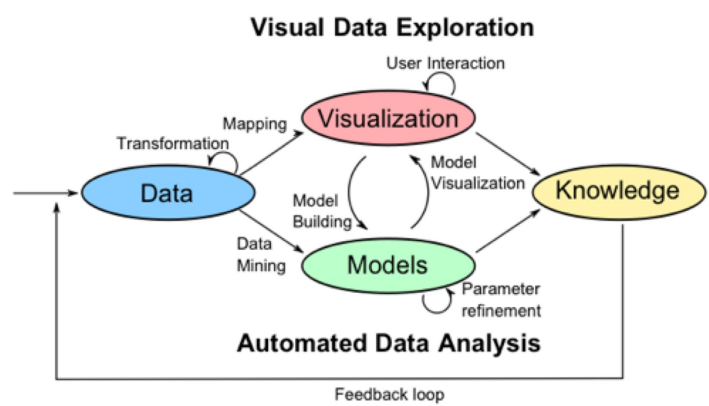 Visual Data Exploration
User Interaction
Mapping
Visualization
Transformation
Model
Visualization
Data
Knowledge
Model
Building
Data
Mining
Models
Parameter
refinement
Automated Data Analysis
Feedback loop